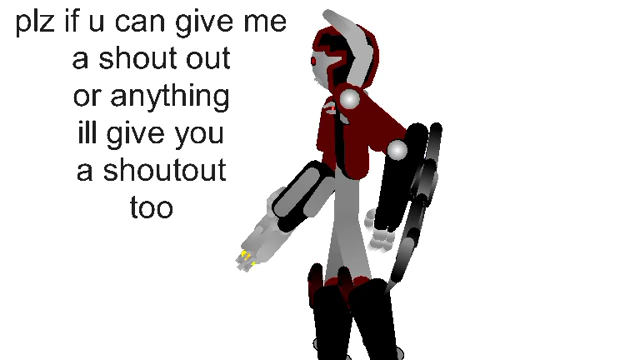 plz if u can give me
a shout out
or anything
ill give you
a shoutout
too